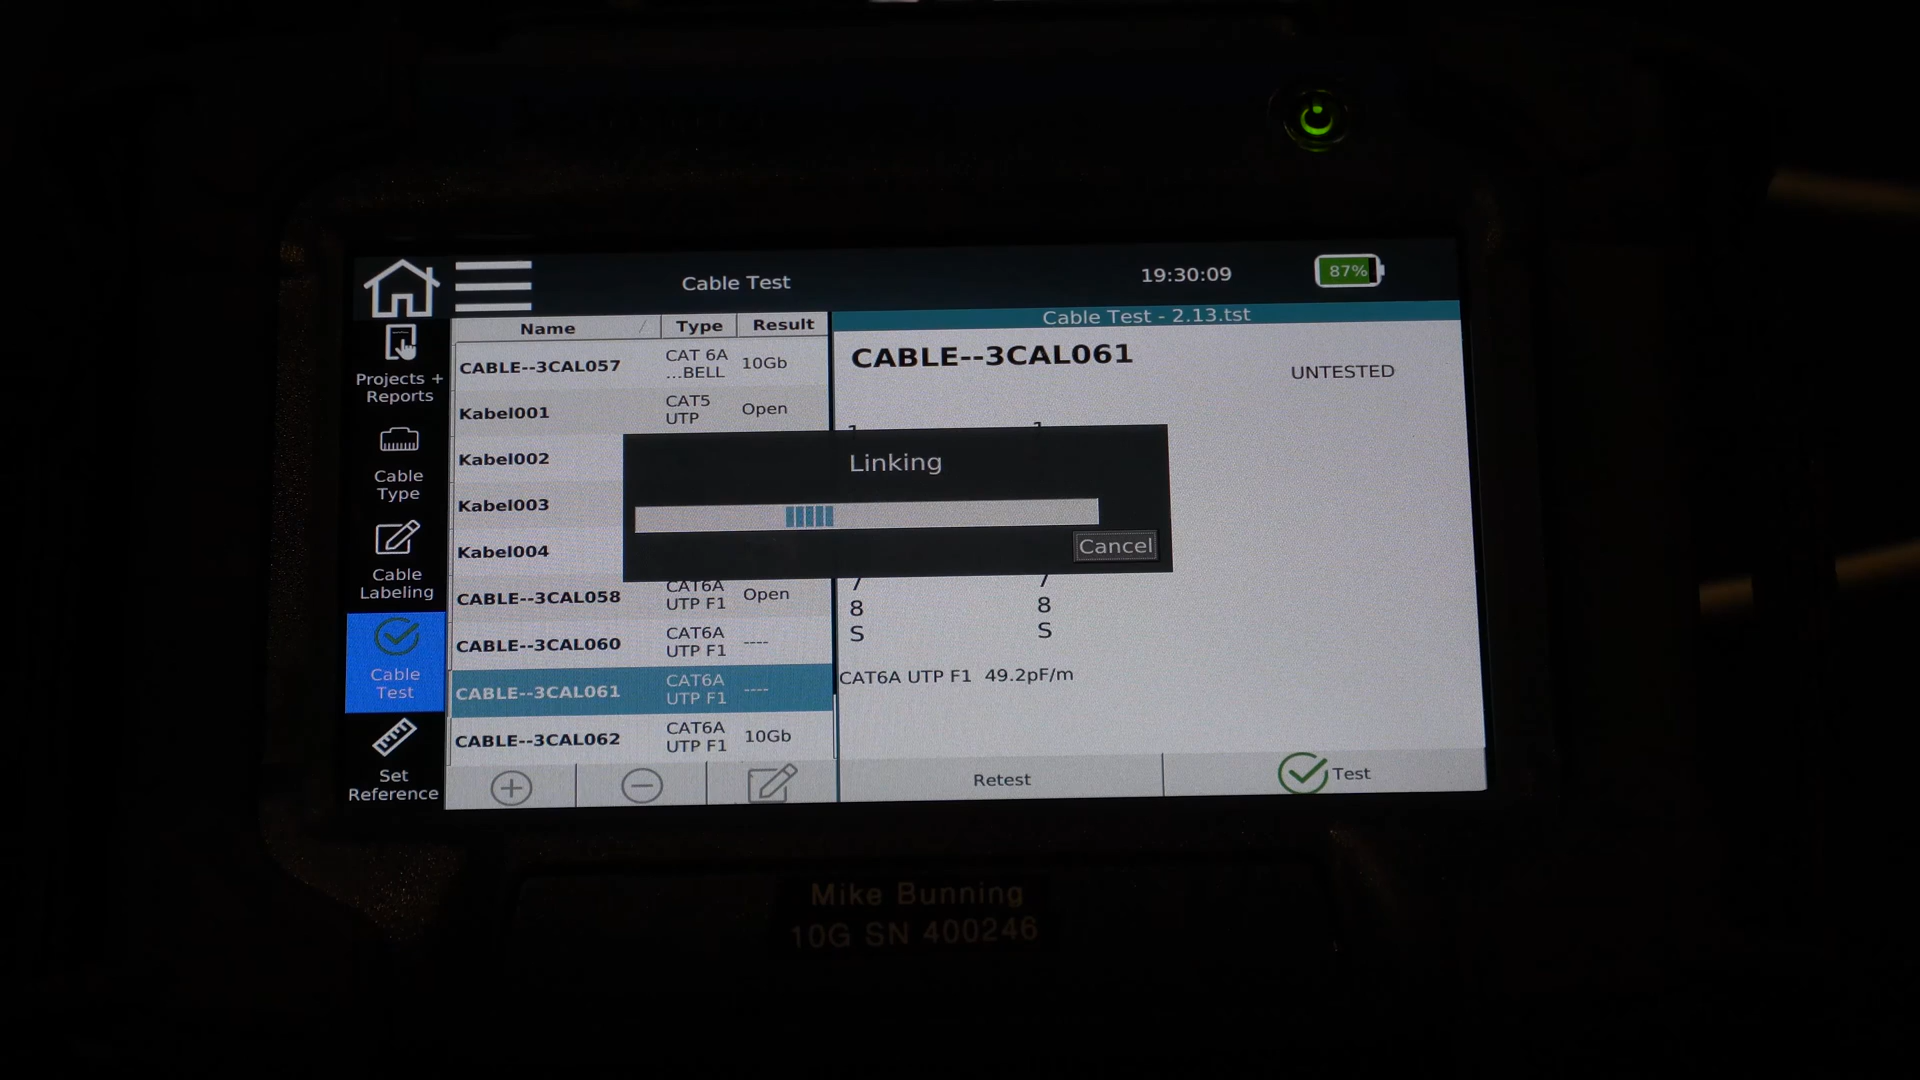 Cable Test
19:30:09
87%
Projects +
Reports
Cable
Type
Cable
Labeling
Cable
Test
Set
Reference
Name Type Result
CABLE--3CAL057 CAT 6A ...BELL 10Gb
Kabel001 CAT5 UTP Open
Kabel002
Kabel003
Kabel004
CABLE--3CAL058 CAT6A UTP F1 Open
CABLE--3CAL060 CAT6A UTP F1 ----
CABLE--3CAL061 CAT6A UTP F1 ----
CABLE--3CAL062 CAT6A UTP F1 10Gb
Cable Test - 2.13.tst
CABLE--3CAL061
UNTESTED
1 1
Linking
Cancel
7 7
8 8
S S
CAT6A UTP F1 49.2pF/m
Retest
Test
Mike Bunning
10G SN 400246